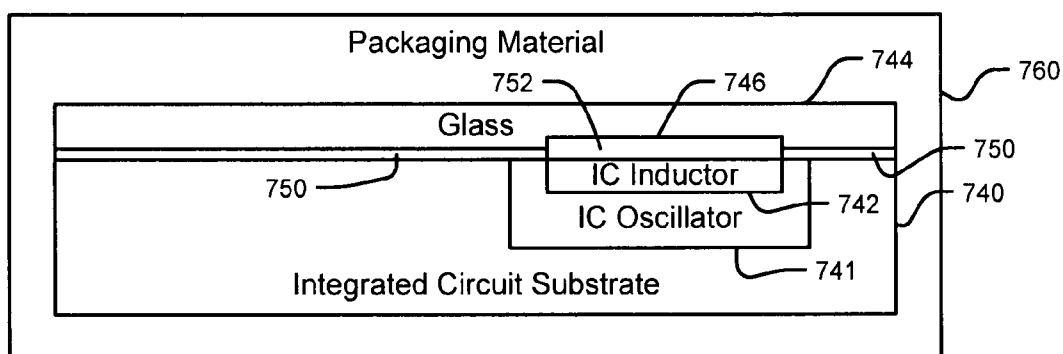 Packaging Material
744
760
752
746
Glass
750
750
IC Inductor
742
740
IC Oscillator
741
Integrated Circuit Substrate